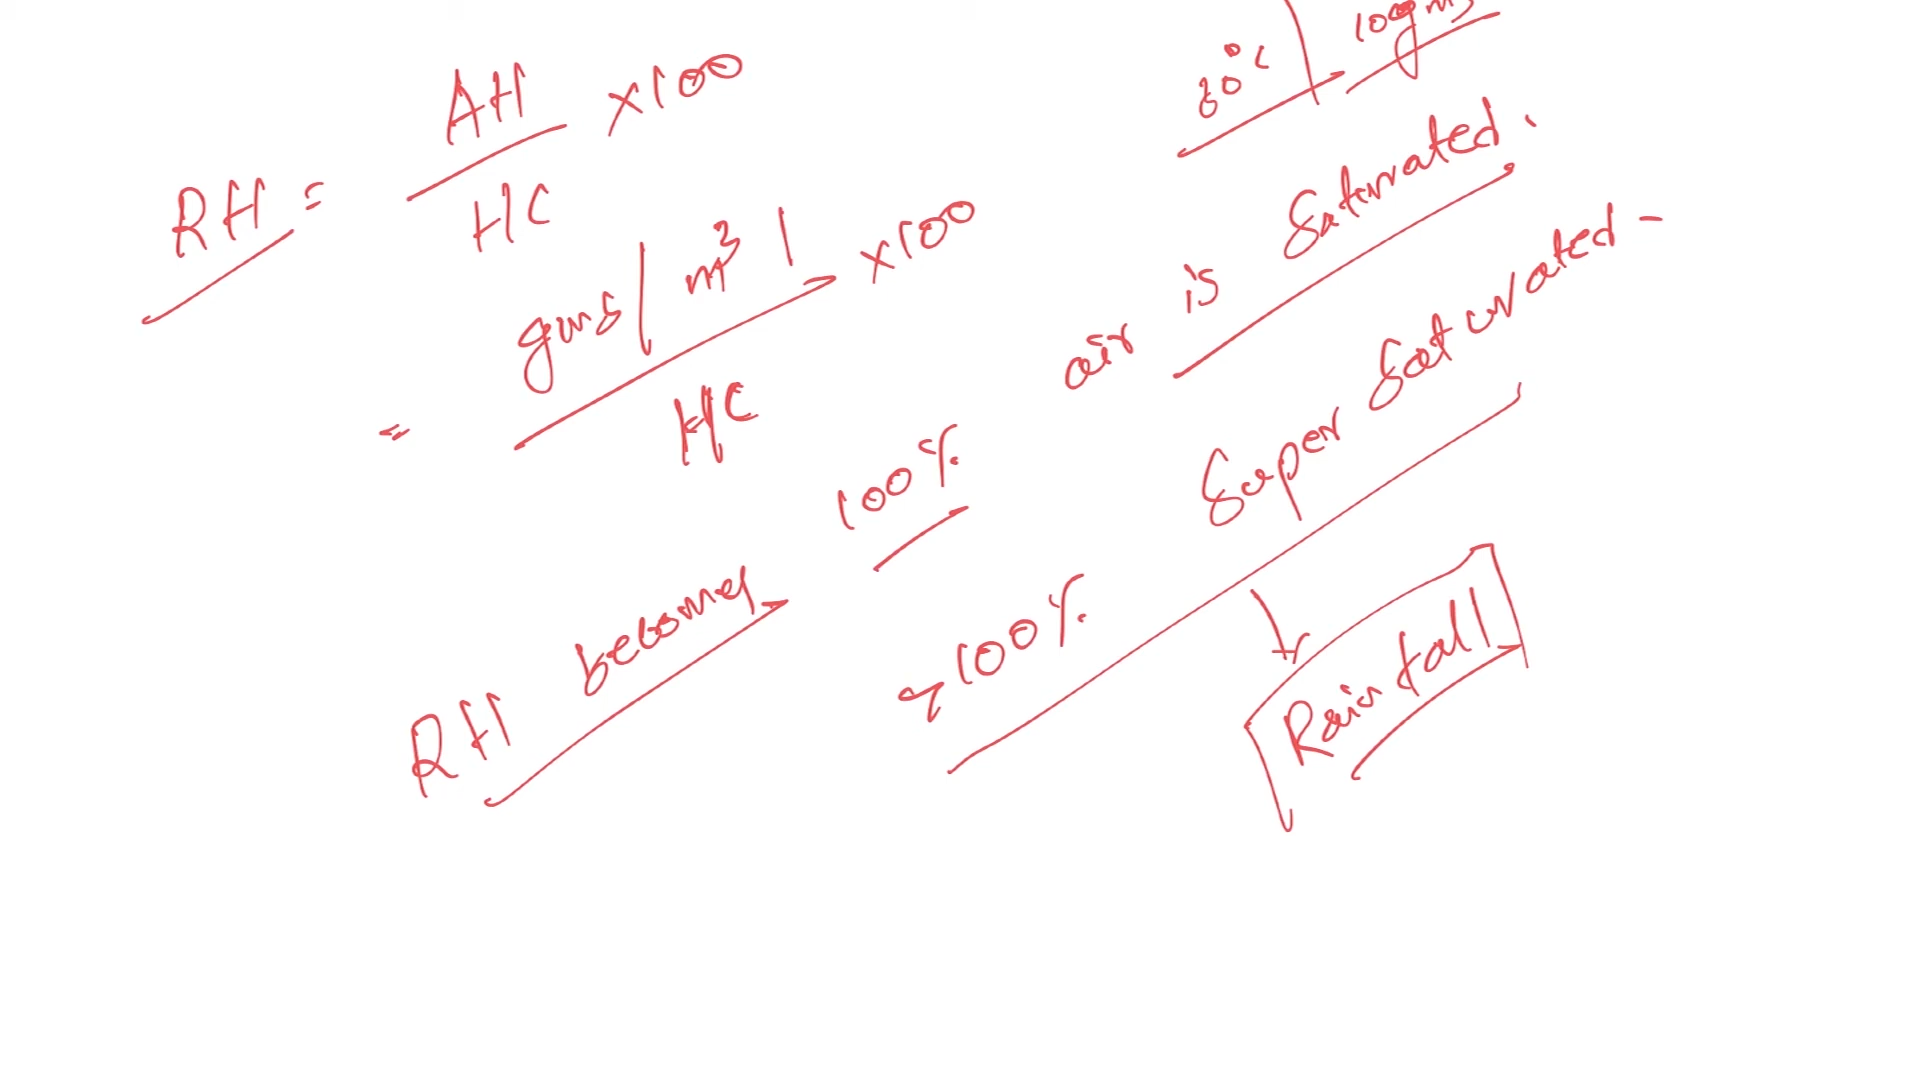 RH = AH/HC ×100
= gms/m³ / HC ×100
30°C | 100gms
RH becomes 100% air is Saturated.
>100% Super Saturated -
Rainfall